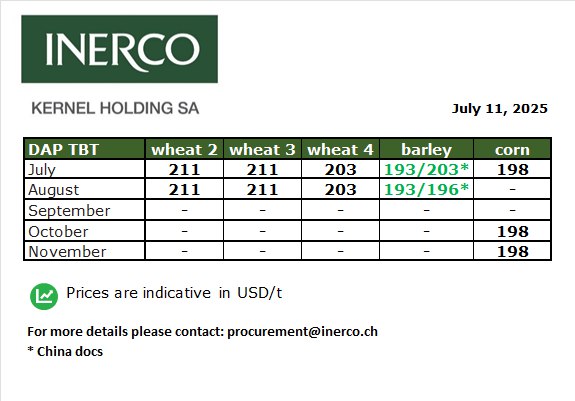 INERCO
KERNEL HOLDING SA
July 11, 2025
DAP TBT wheat 2 wheat 3 wheat 4 barley corn
July 211 211 203 193/203* 198
August 211 211 203 193/196* -
September - - - - -
October - - - - 198
November - - - - 198
Prices are indicative in USD/t
For more details please contact: procurement@inerco.ch
* China docs